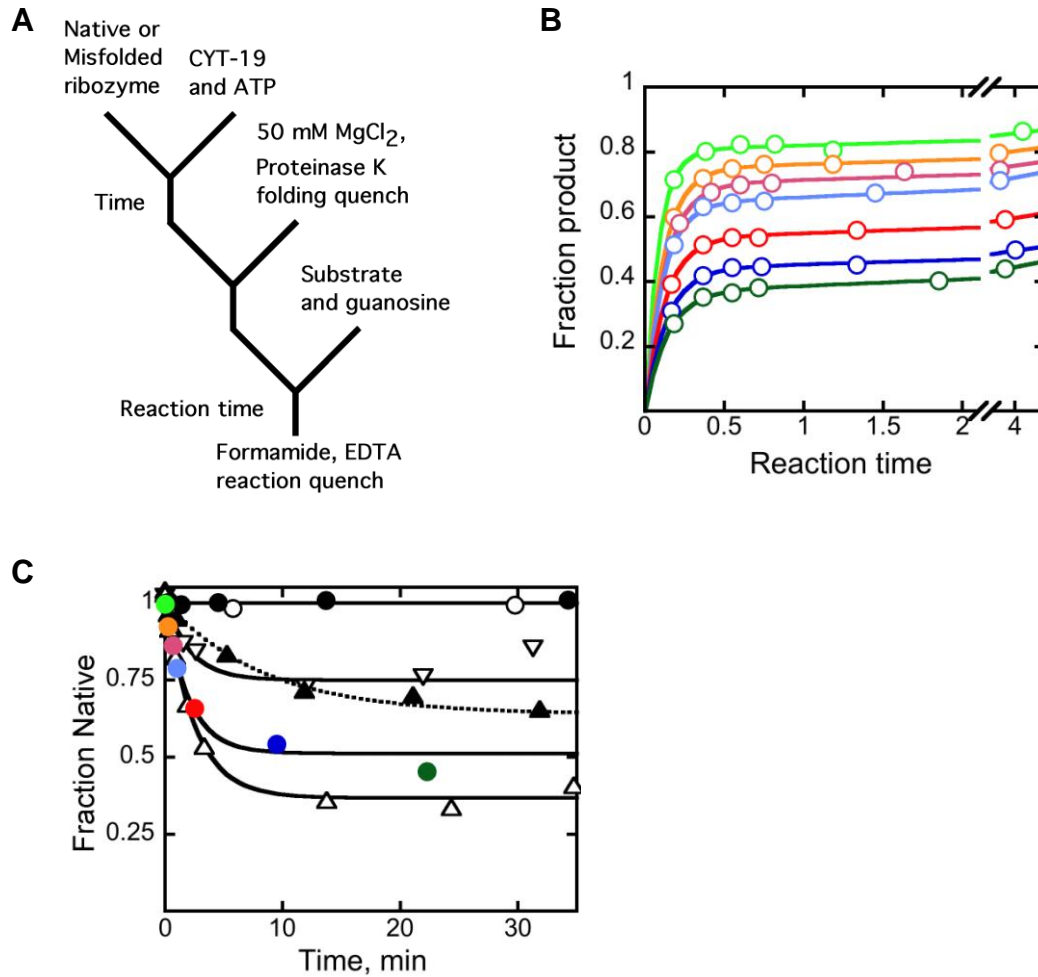 A
Native or
Misfolded
ribozyme
CYT-19
and ATP
50 mM MgCl2,
Proteinase K
folding quench
Time
Substrate
and guanosine
Reaction time
Formamide, EDTA
reaction quench
B
Fraction product
1
0.8
0.6
0.4
0.2
0 0.5 1 1.5 2 4
Reaction time
C
Fraction Native
1
0.75
0.5
0.25
0 10 20 30
Time, min